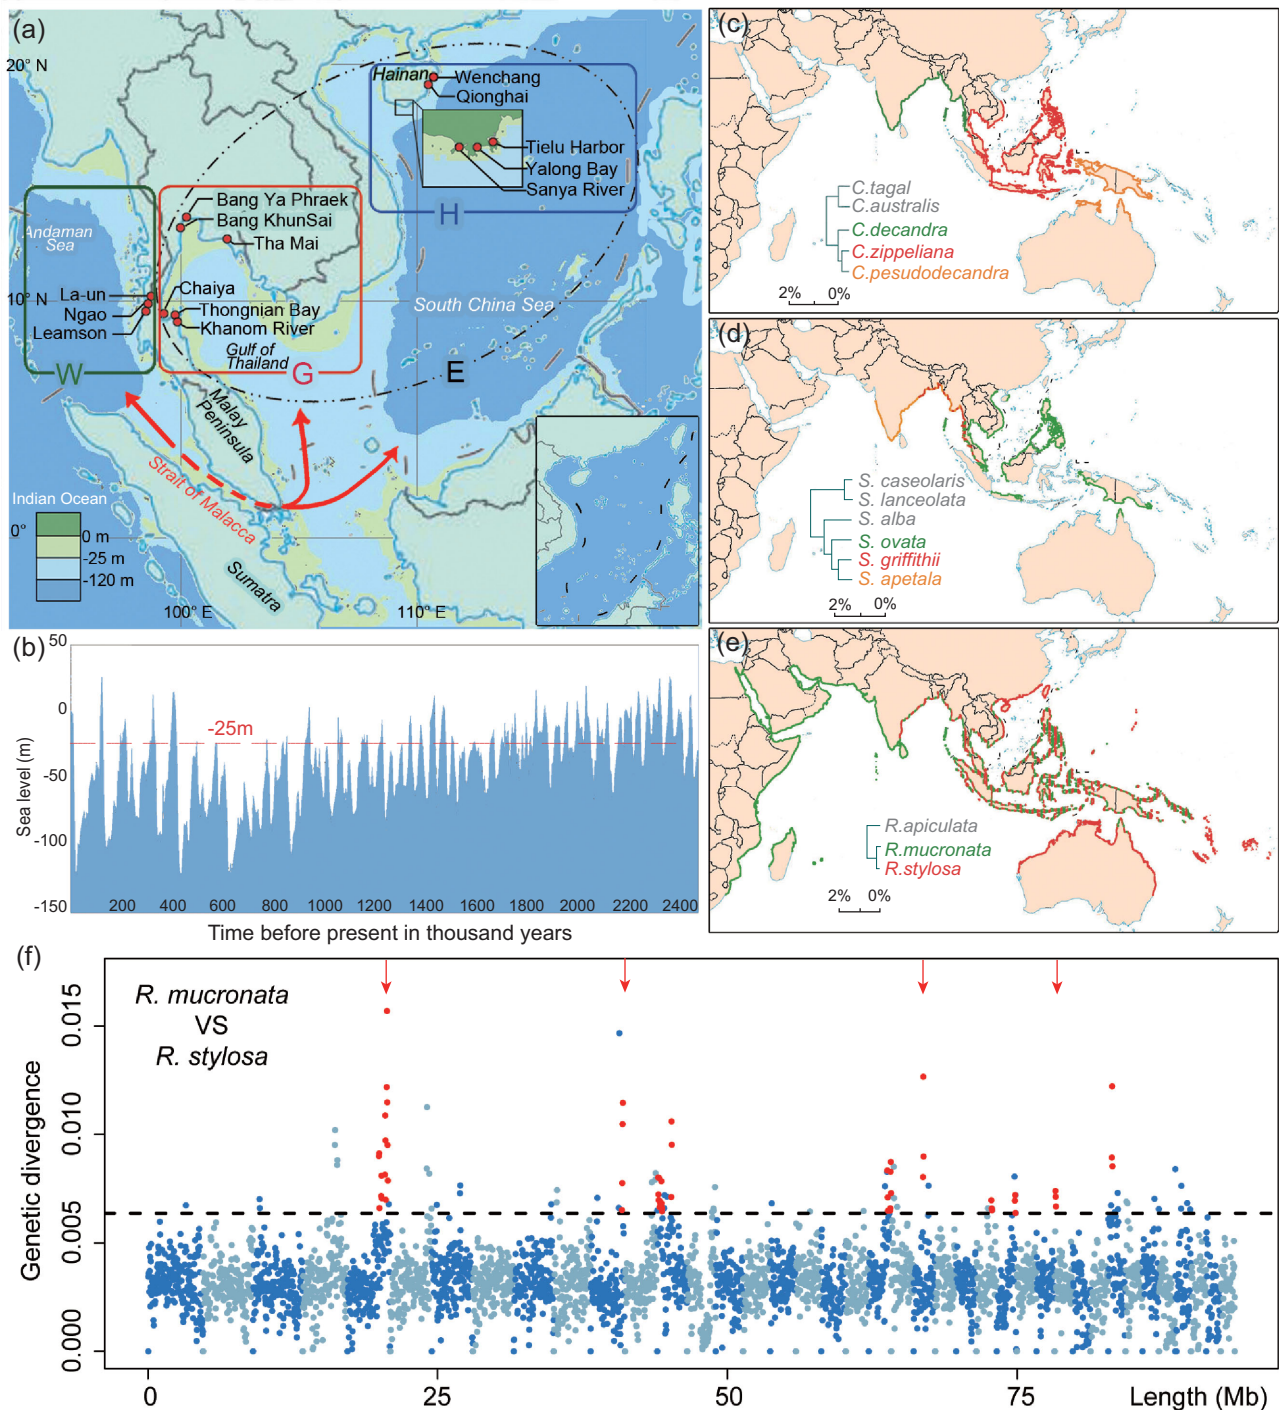 (a)
20° N
Hainan
Wenchang
Qionghai
Tielu Harbor
Yalong Bay
Sanya River
H
Bang Ya Phraek
Bang KhunSai
Tha Mai
Andaman
Sea
La-un
10° N
Ngao
Leamson
Chaiya
Thongnian Bay
Khanom River
Gulf of
Thailand
South China Sea
W
G
E
Malay
Peninsula
Strait of Malacca
Indian Ocean
0 m
-25 m
-120 m
0°
Sumatra
100° E
110° E
(b)
50
0
-50
-100
-150
Sea level (m)
-25m
200 400 600 800 1000 1200 1400 1600 1800 2000 2200 2400
Time before present in thousand years
(c)
C.tagal
C.australis
C.decandra
C.zippeliana
C.pesudodecandra
2% 0%
(d)
S. caseolaris
S. lanceolata
S. alba
S. ovata
S. griffithii
S. apetala
2% 0%
(e)
R.apiculata
R.mucronata
R.stylosa
2% 0%
(f)
R. mucronata
VS
R. stylosa
Genetic divergence
0.015
0.010
0.005
0.000
0 25 50 75 Length (Mb)